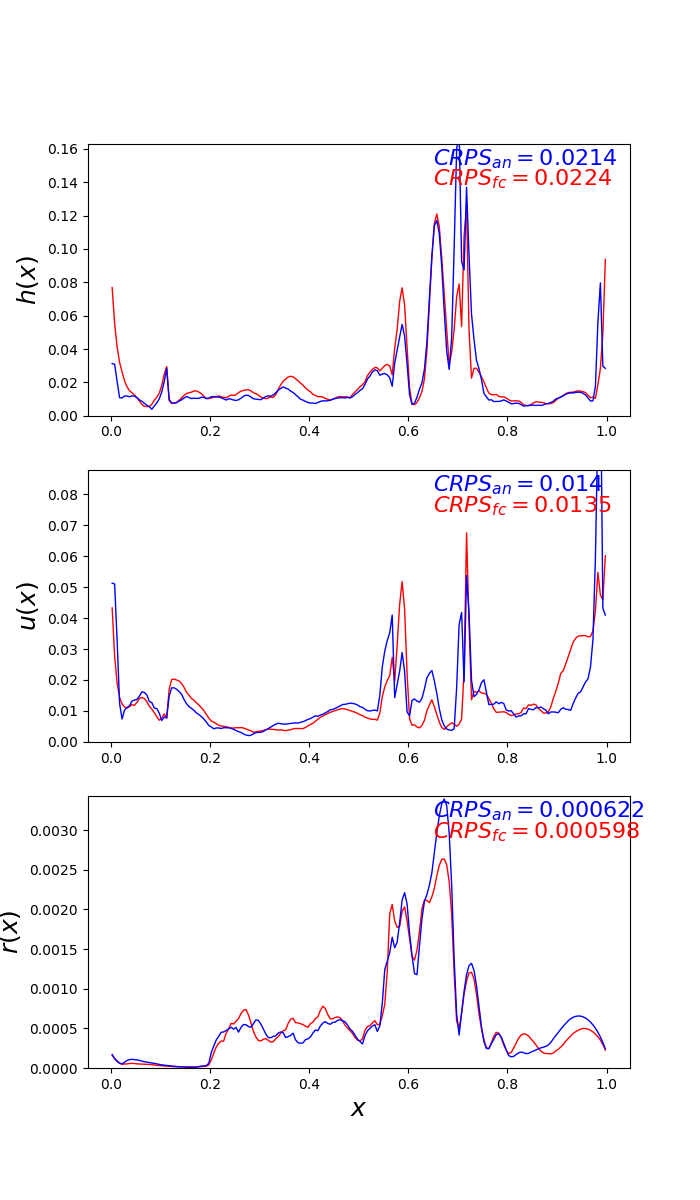 0.16
CRPS_an = 0.0214
0.14
CRPS_fc = 0.0224
0.12
0.10
h(x)
0.08
0.06
0.04
0.02
0.00
0.0 0.2 0.4 0.6 0.8 1.0
CRPS_an = 0.014
0.08
CRPS_fc = 0.0135
0.07
0.06
0.05
u(x)
0.04
0.03
0.02
0.01
0.00
0.0 0.2 0.4 0.6 0.8 1.0
CRPS_an = 0.000622
0.0030
CRPS_fc = 0.000598
0.0025
0.0020
r(x)
0.0015
0.0010
0.0005
0.0000
0.0 0.2 0.4 0.6 0.8 1.0
x